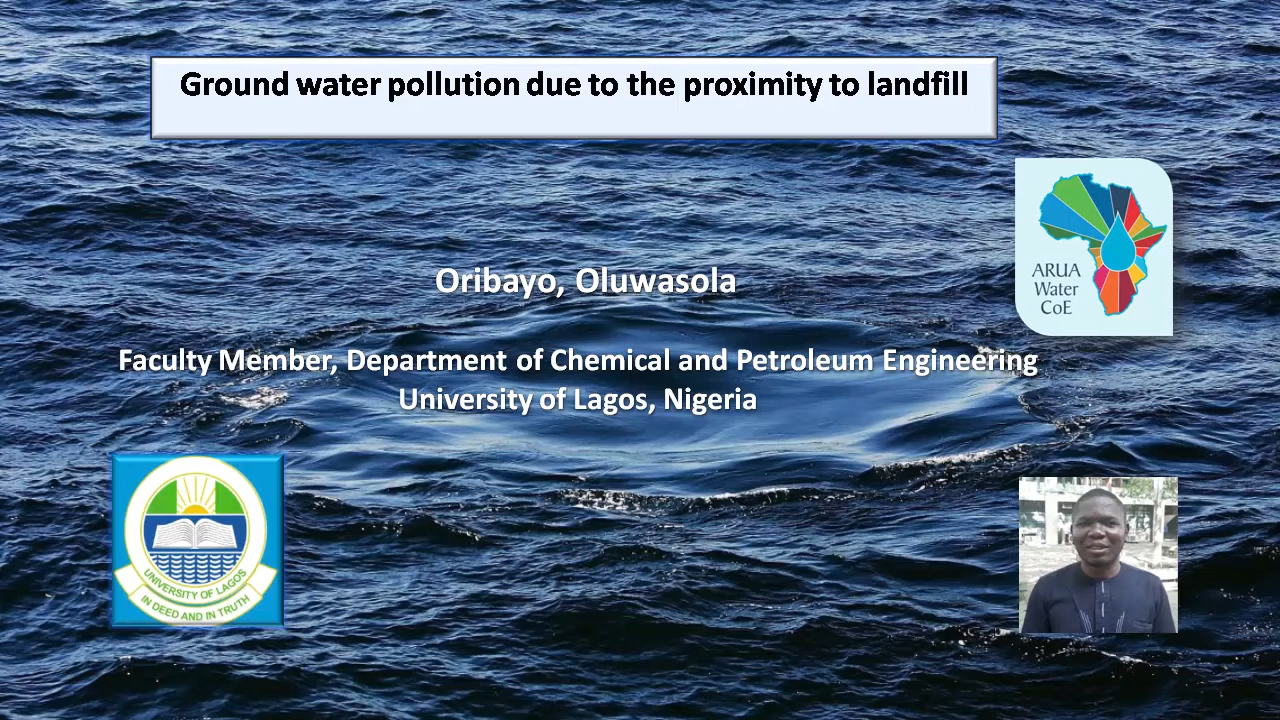 Ground water pollution due to the proximity to landfill
ARUA
Water
CoE
Oribayo, Oluwasola
Faculty Member, Department of Chemical and Petroleum Engineering
University of Lagos, Nigeria
UNIVERSITY OF LAGOS
IN DEED AND IN TRUTH